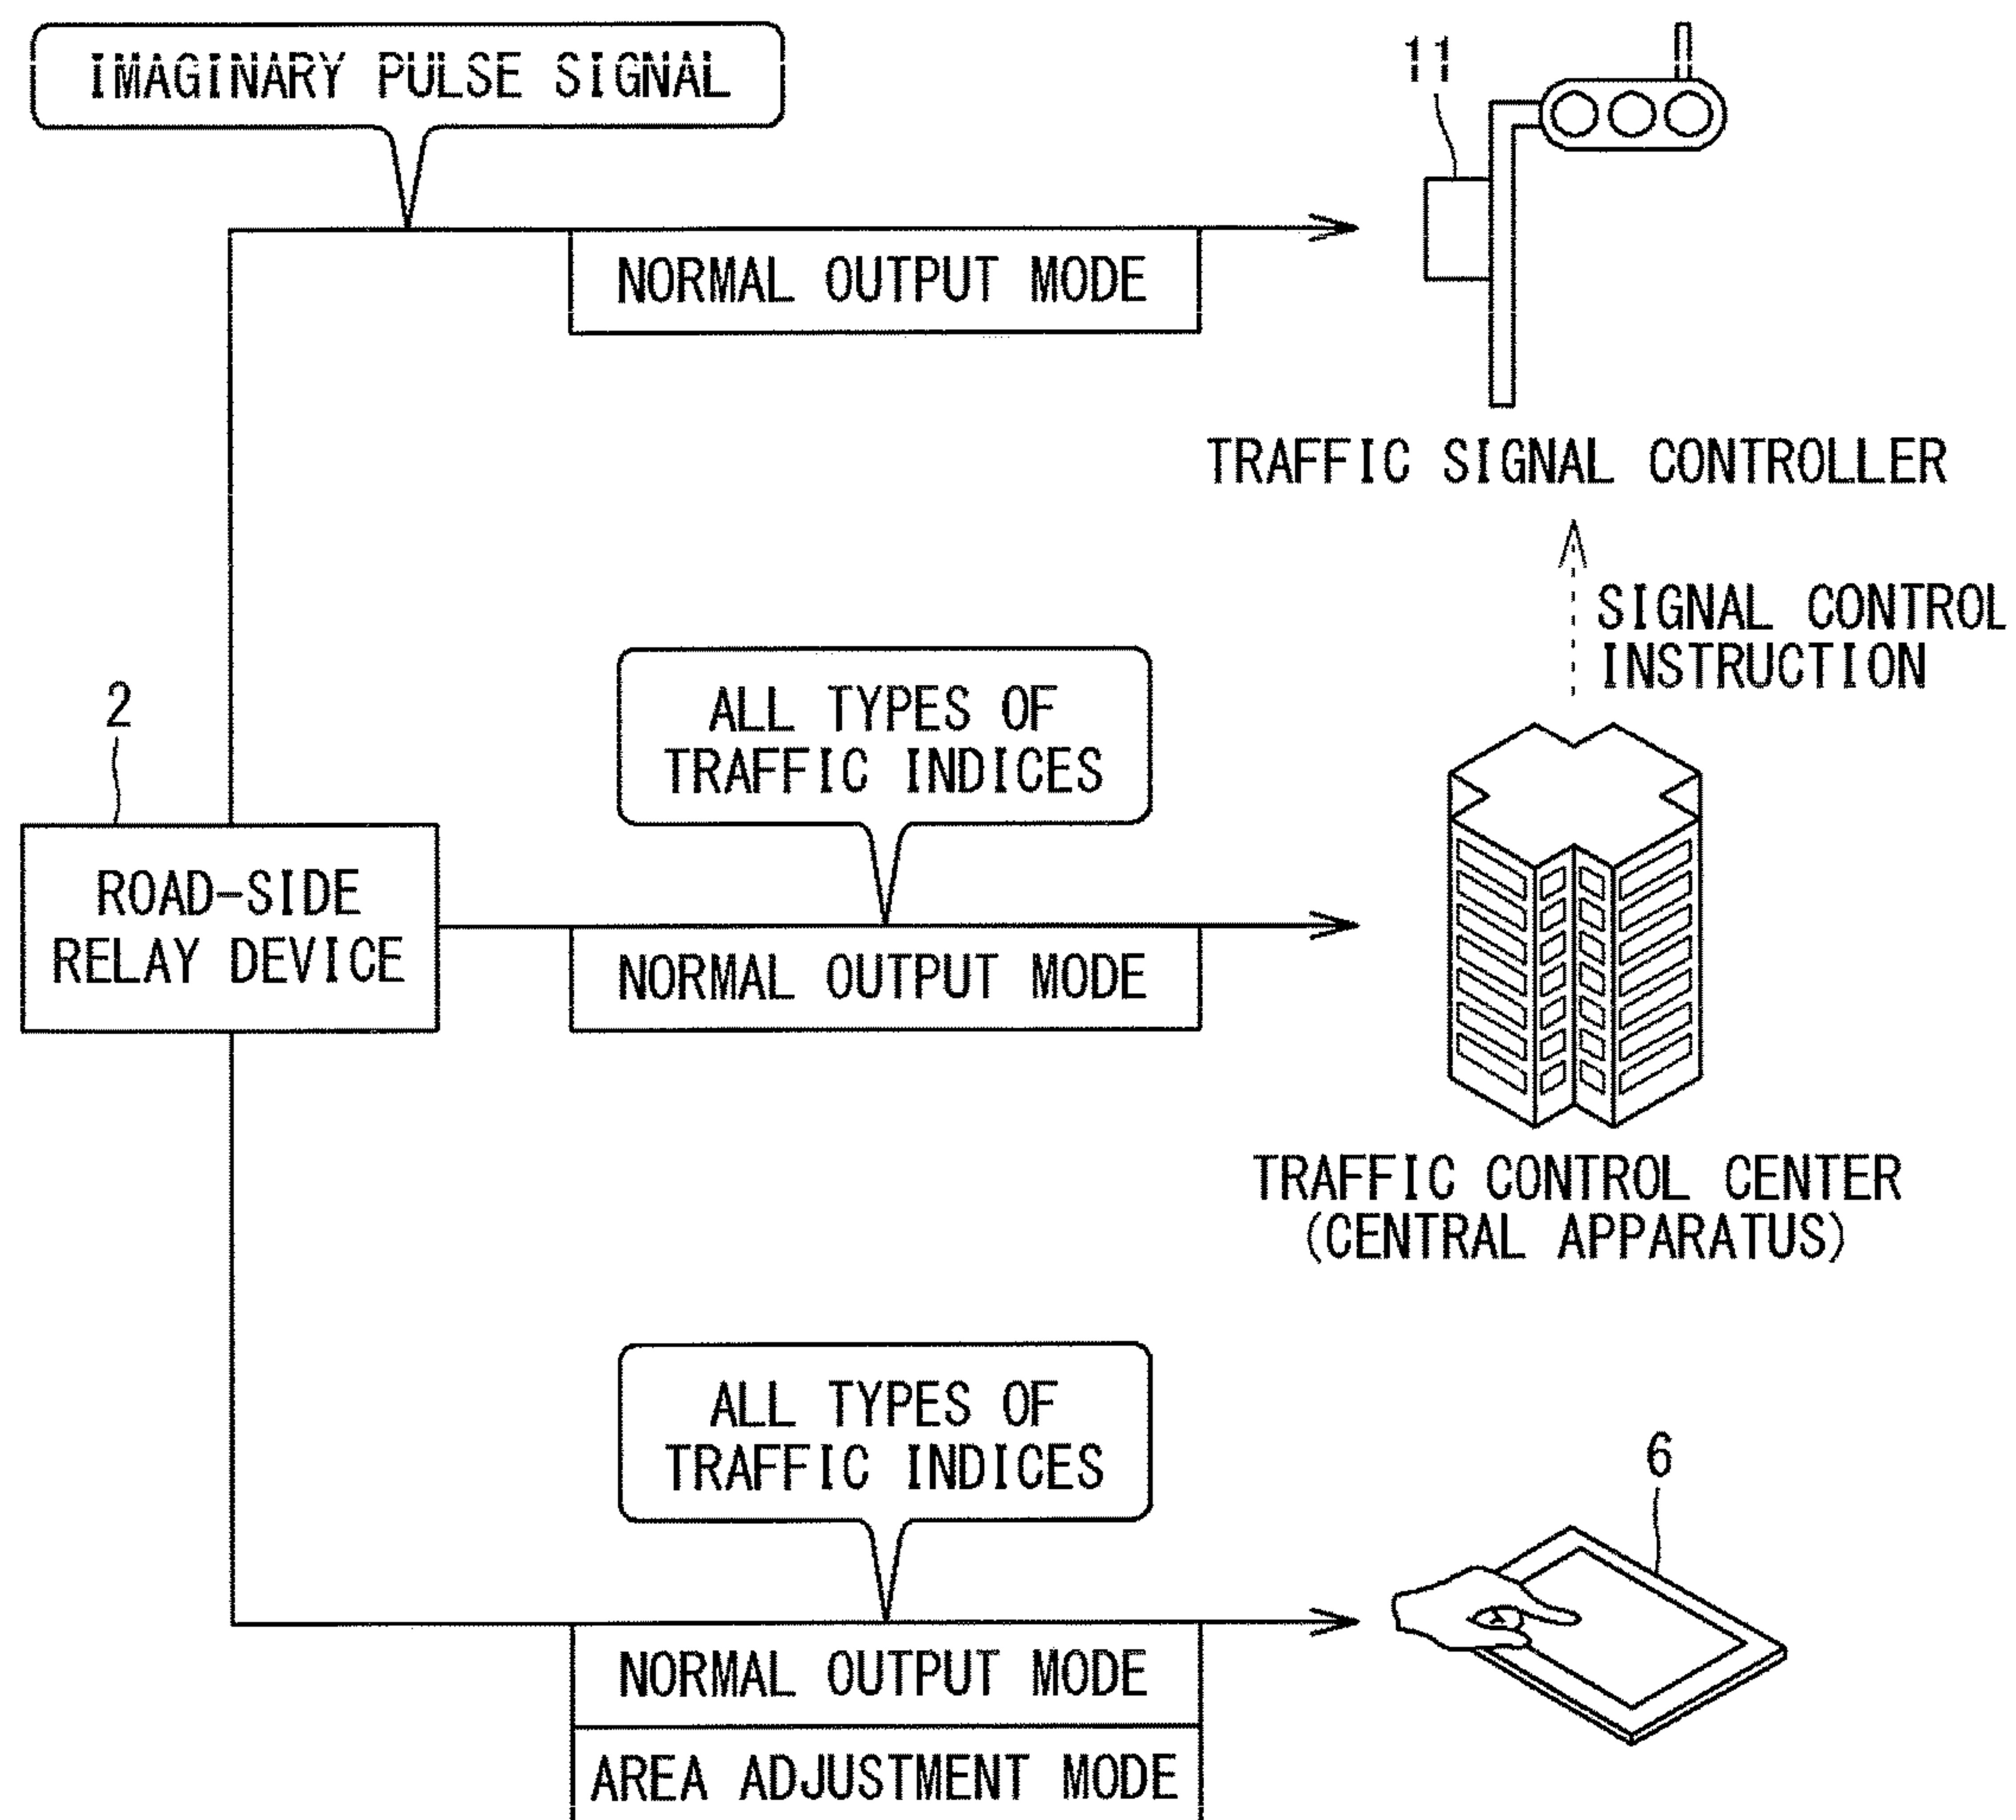 IMAGINARY PULSE SIGNAL
11
NORMAL OUTPUT MODE
TRAFFIC SIGNAL CONTROLLER
SIGNAL CONTROL
INSTRUCTION
2
ALL TYPES OF
TRAFFIC INDICES
ROAD-SIDE
RELAY DEVICE
NORMAL OUTPUT MODE
TRAFFIC CONTROL CENTER
(CENTRAL APPARATUS)
ALL TYPES OF
TRAFFIC INDICES
6
NORMAL OUTPUT MODE
AREA ADJUSTMENT MODE